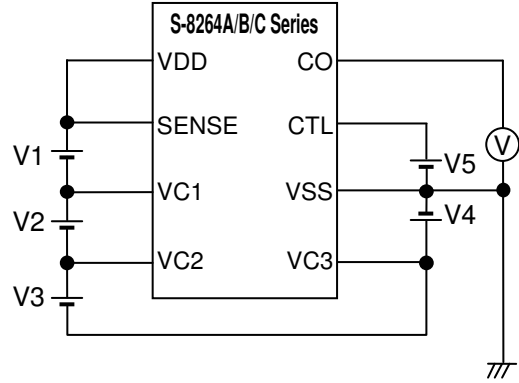 S-8264A/B/C Series
VDD CO
SENSE CTL
V1
V5
VC1 VSS
V2 V4
VC2 VC3
V3
V